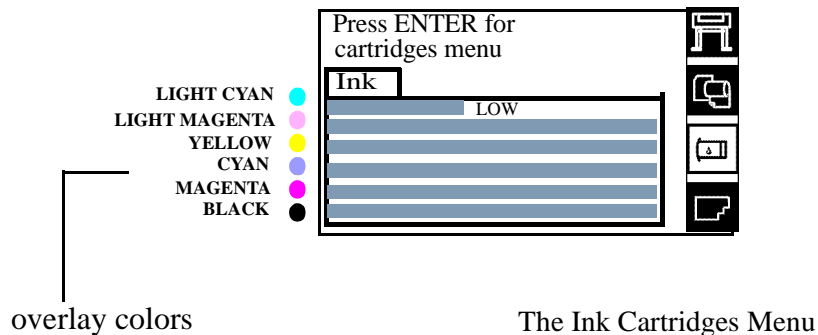 Press ENTER for
cartridges menu
Ink
LIGHT CYAN
LOW
LIGHT MAGENTA
YELLOW
CYAN
MAGENTA
BLACK
overlay colors
The Ink Cartridges Menu